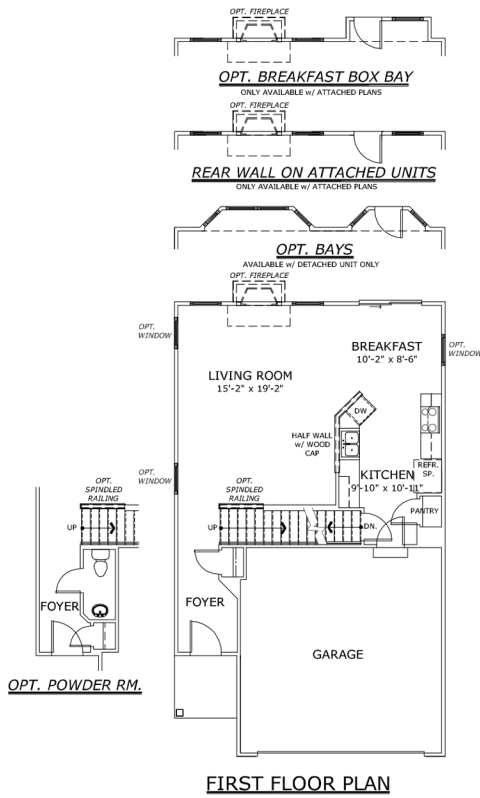 OPT. FIREPLACE
OPT. BREAKFAST BOX BAY
ONLY AVAILABLE w/ ATTACHED PLANS
OPT. FIREPLACE
REAR WALL ON ATTACHED UNITS
ONLY AVAILABLE w/ ATTACHED PLANS
OPT. BAYS
AVAILABLE w/ DETACHED UNIT ONLY
OPT. FIREPLACE
OPT.
WINDOW
BREAKFAST
10'-2" x 8'-6"
OPT.
WINDOW
LIVING ROOM
15'-2" x 19'-2"
DW
HALF WALL
w/ WOOD
CAP
REFR.
SP.
KITCHEN
9'-10" x 10'-11"
OPT.
WINDOW
OPT.
SPINDLED
RAILING
OPT.
SPINDLED
RAILING
PANTRY
UP
UP
DN.
FOYER
FOYER
GARAGE
OPT. POWDER RM.
FIRST FLOOR PLAN